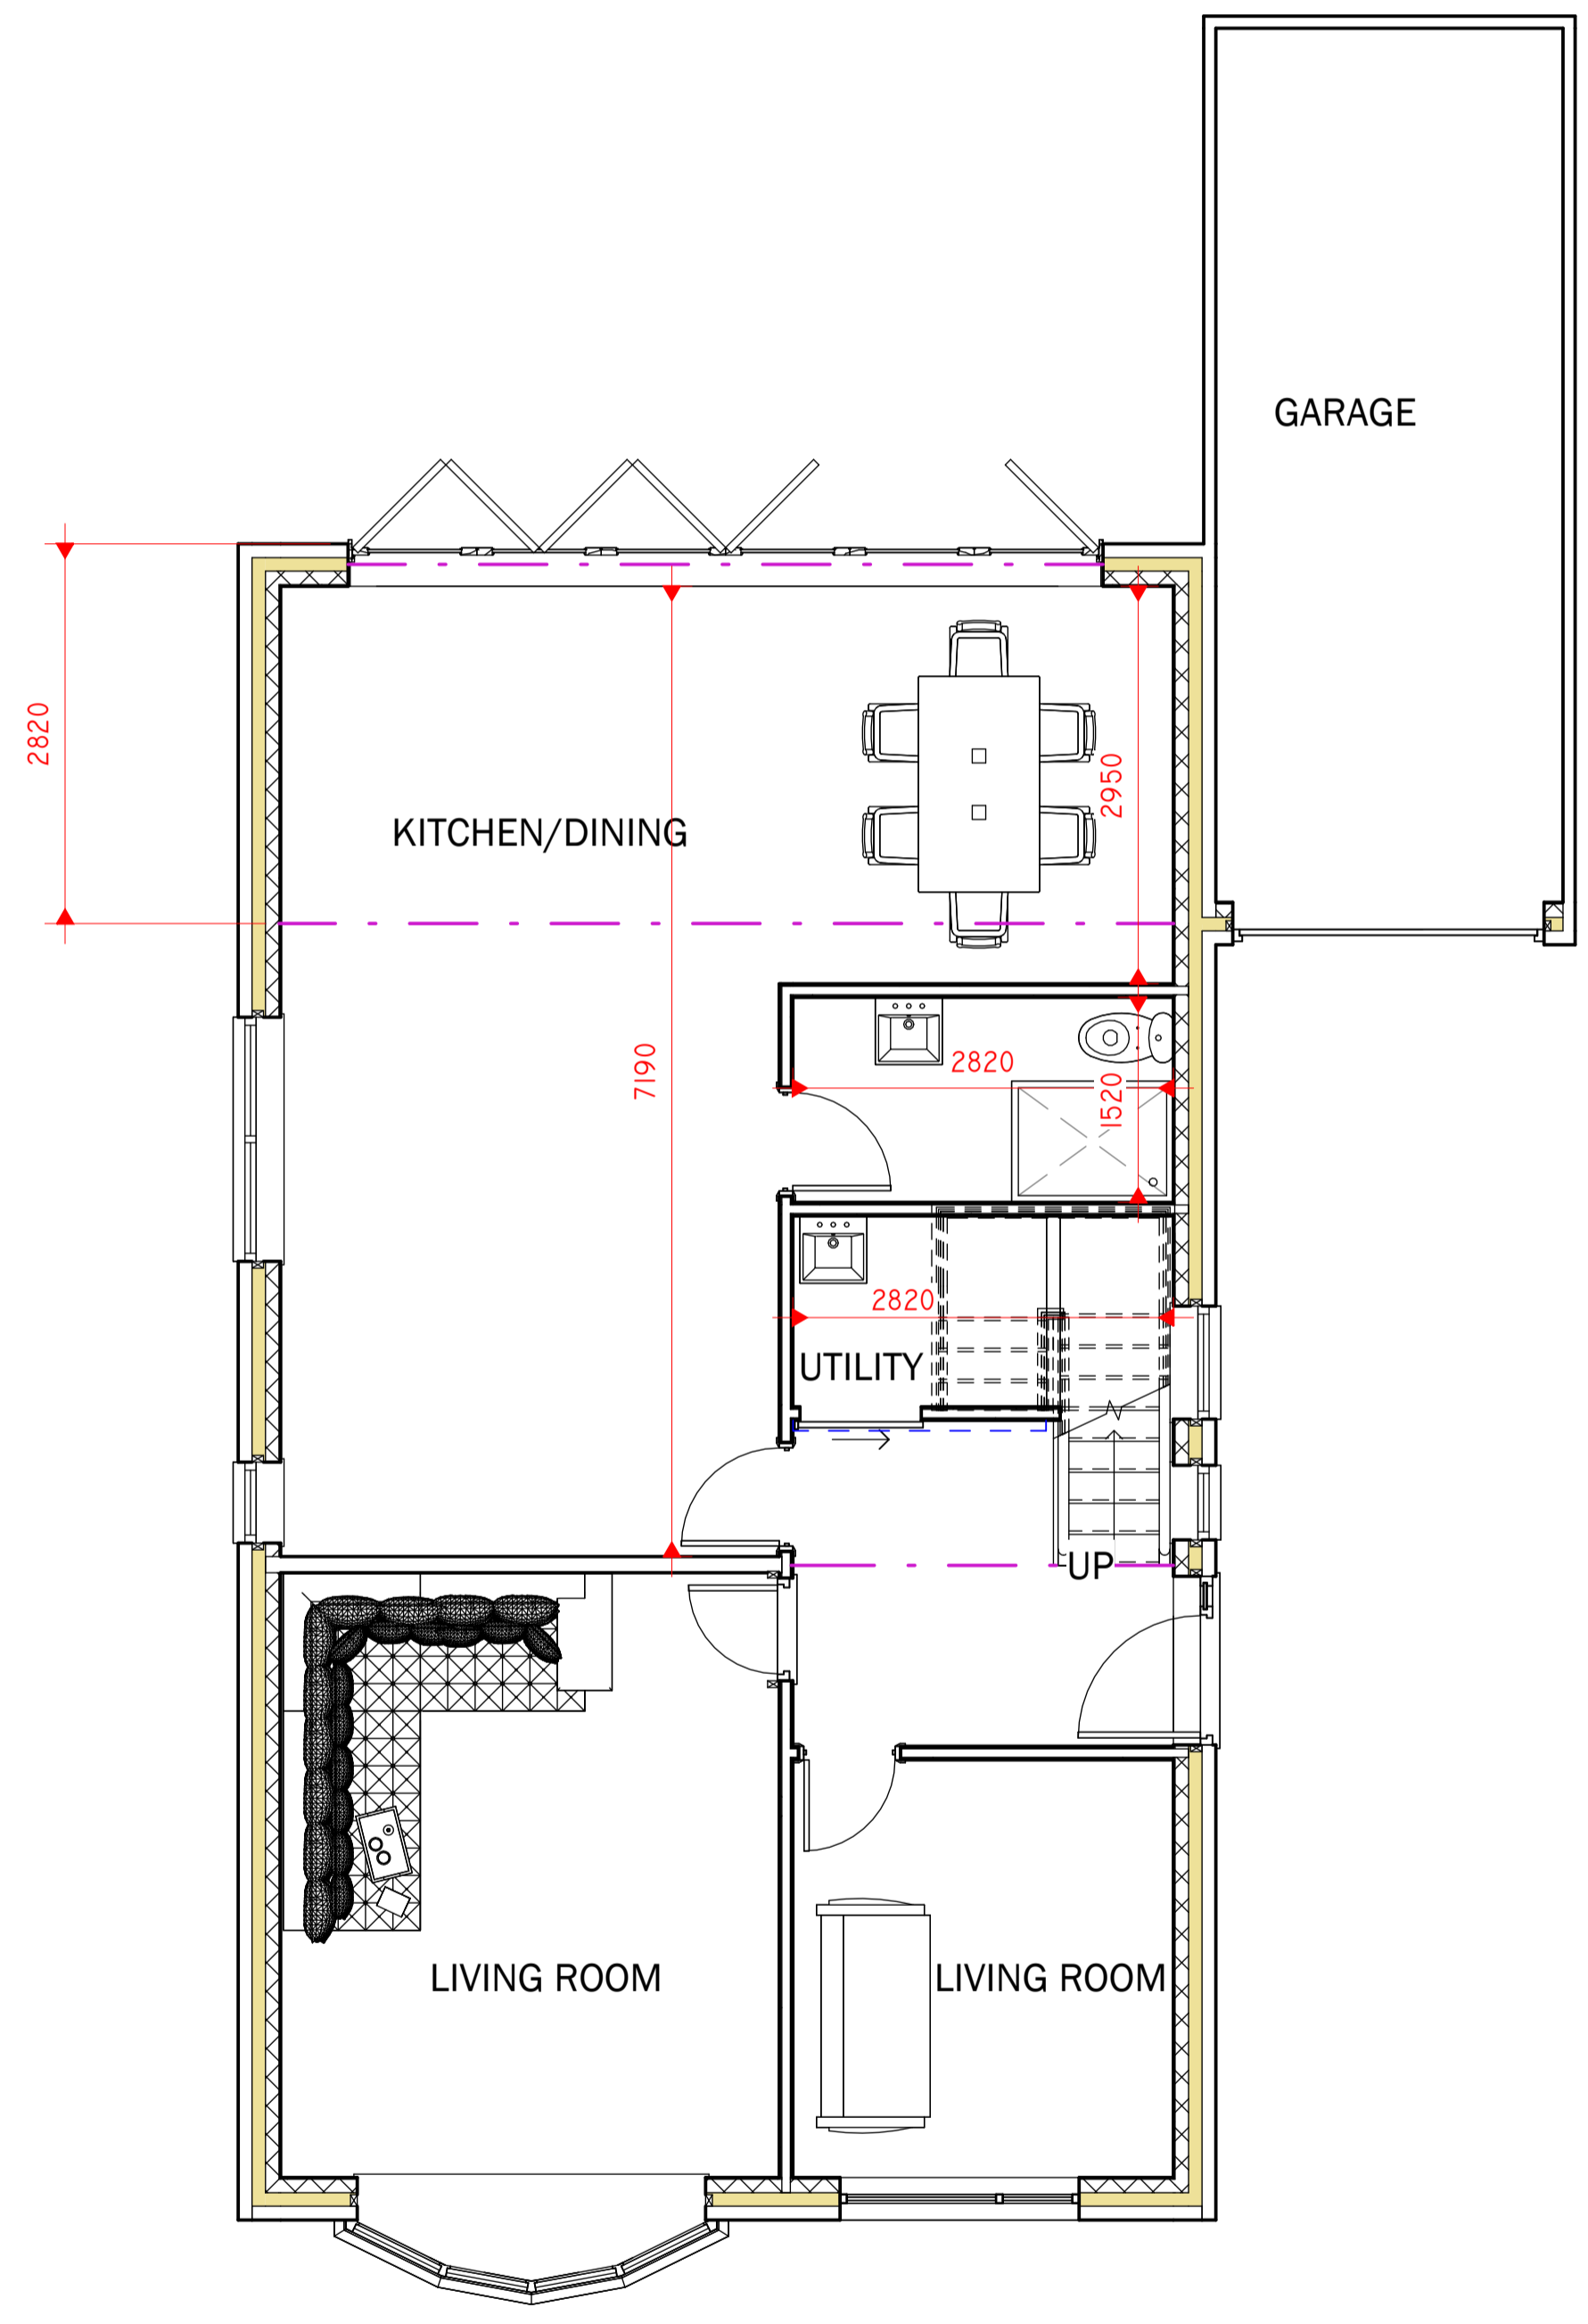 GARAGE
2820
2950
KITCHEN/DINING
7190
2820
1520
2820
UTILITY
UP
LIVING ROOM
LIVING ROOM